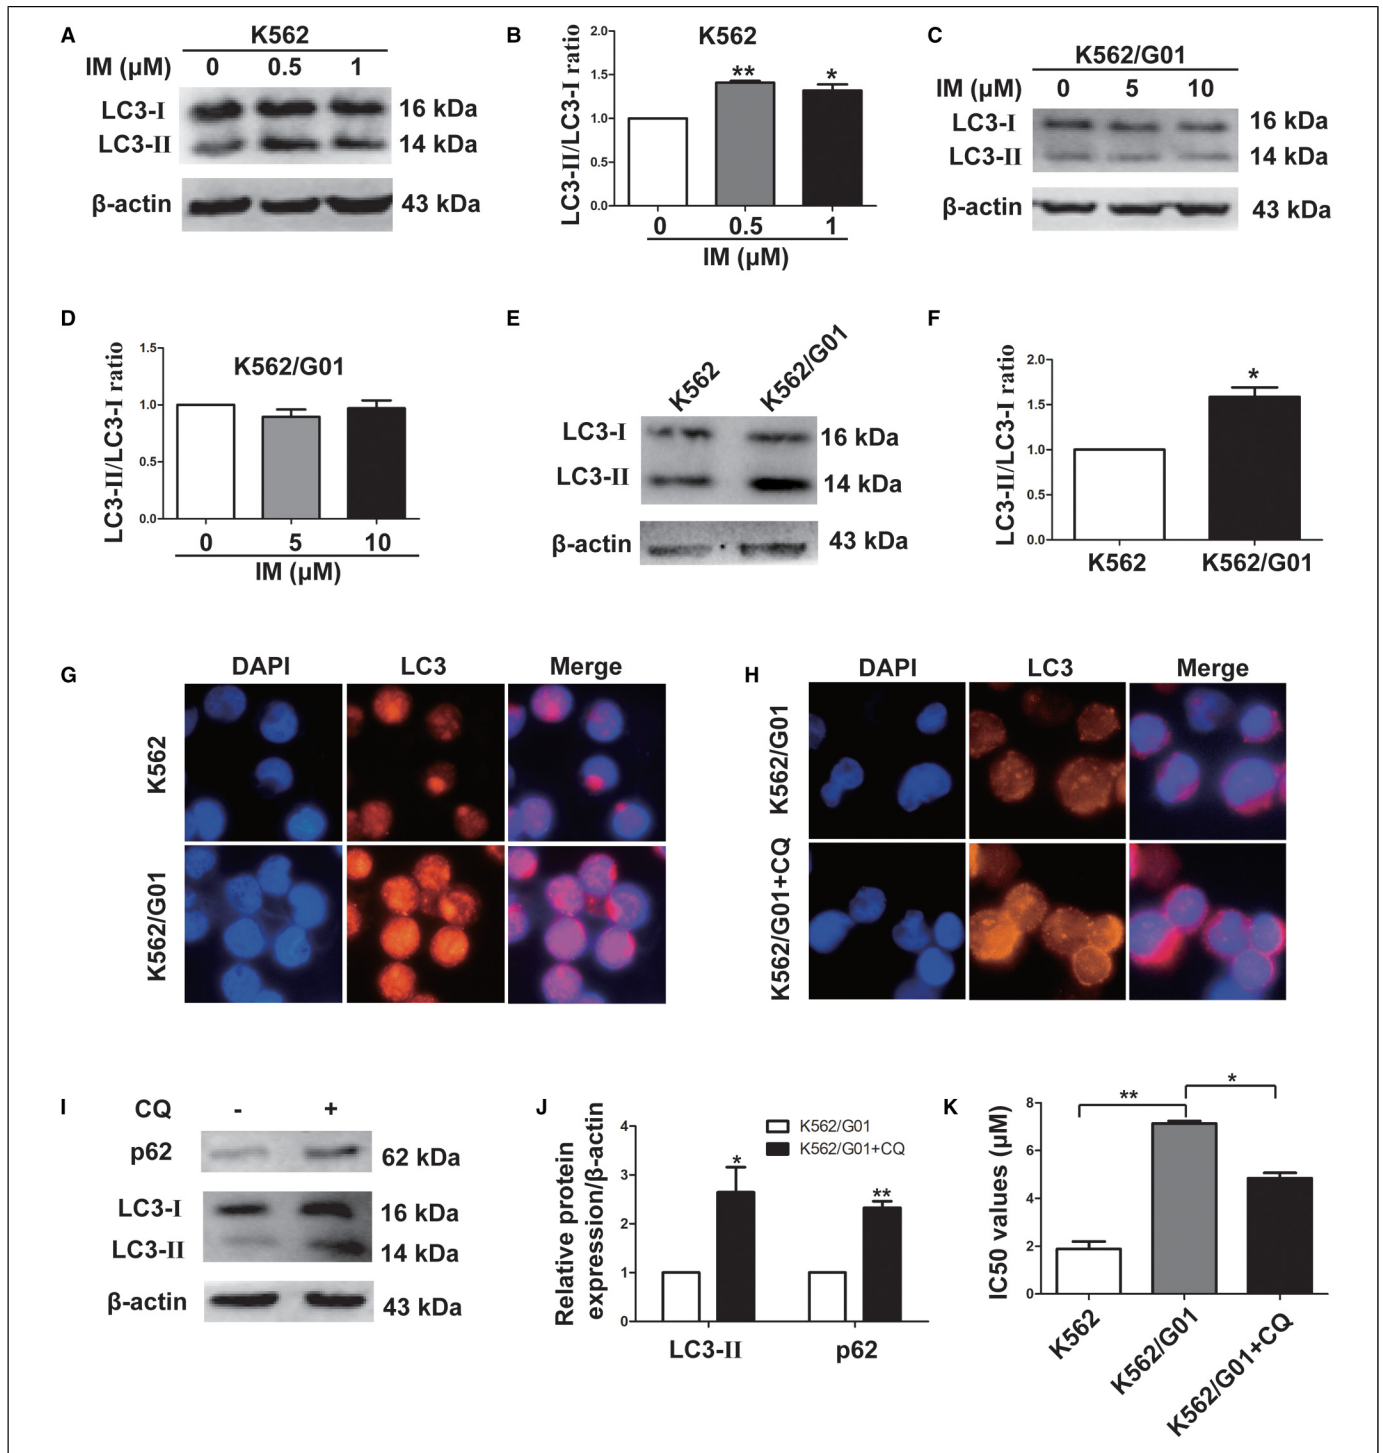 A
K562
IM (μM) 0 0.5 1
LC3-I 16 kDa
LC3-II 14 kDa
β-actin 43 kDa
B
K562
LC3-II/LC3-I ratio
2.0
1.5
1.0
0.5
0.0
** *
0 0.5 1
IM (μM)
C
K562/G01
IM (μM) 0 5 10
LC3-I 16 kDa
LC3-II 14 kDa
β-actin 43 kDa
D
K562/G01
LC3-II/LC3-I ratio
1.5
1.0
0.5
0.0
0 5 10
IM (μM)
E
K562 K562/G01
LC3-I 16 kDa
LC3-II 14 kDa
β-actin 43 kDa
F
LC3-II/LC3-I ratio
2.0
1.5
1.0
0.5
0.0
*
K562 K562/G01
G
DAPI LC3 Merge
K562
K562/G01
H
DAPI LC3 Merge
K562/G01
K562/G01+CQ
I
CQ - +
p62 62 kDa
LC3-I 16 kDa
LC3-II 14 kDa
β-actin 43 kDa
J
Relative protein
expression/β-actin
4
3
2
1
0
K562/G01
K562/G01+CQ
* **
LC3-II p62
K
IC50 values (μM)
8
6
4
2
0
** *
K562 K562/G01 K562/G01+CQ